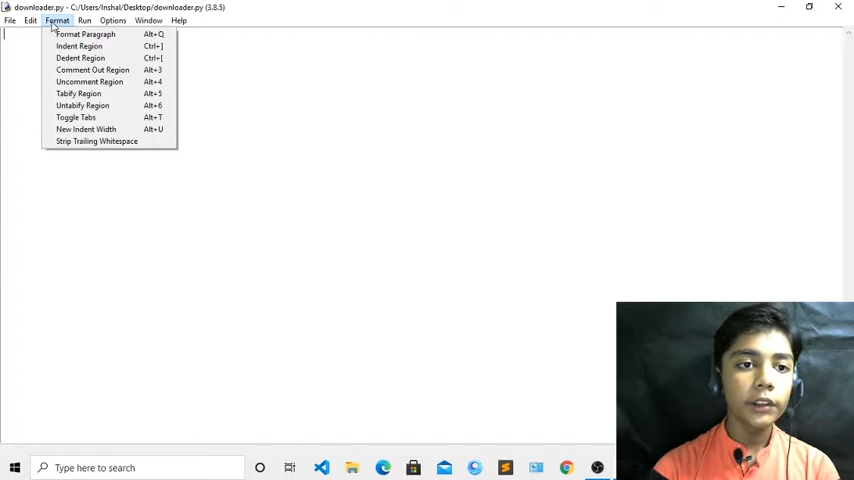 downloader.py - C:/Users/Inshal/Desktop/downloader.py (3.8.5)
File Edit Format Run Options Window Help
Format Paragraph Alt+Q
Indent Region Ctrl+]
Dedent Region Ctrl+[
Comment Out Region Alt+3
Uncomment Region Alt+4
Tabify Region Alt+5
Untabify Region Alt+6
Toggle Tabs Alt+T
New Indent Width Alt+U
Strip Trailing Whitespace
Type here to search